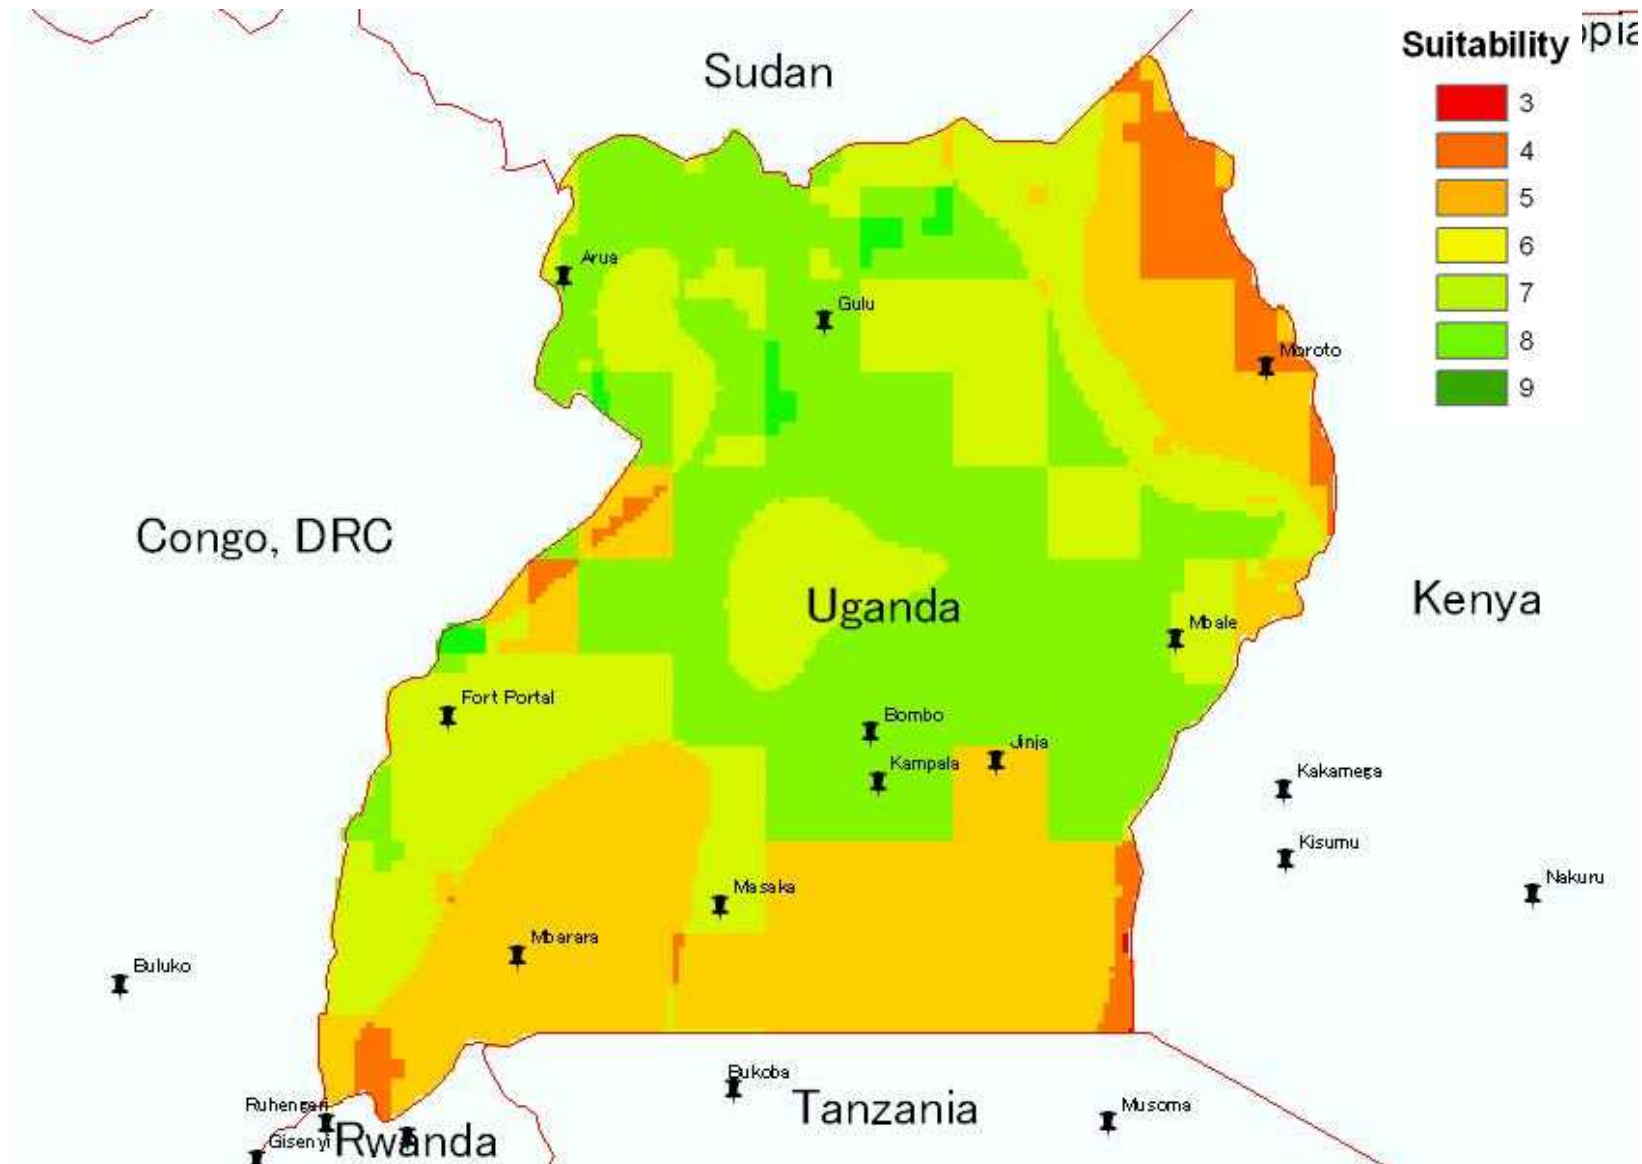 Sudan
Suitability
opia
3
4
5
6
7
8
9
Arua
Gulu
Moroto
Congo, DRC
Uganda
Kenya
Mbale
Fort Portal
Bombo
Jinja
Kampala
Kakamega
Kisumu
Nakuru
Masaka
Mbarara
Buluko
Bukoba
Tanzania
Musoma
Ruhengeri
Gisenyi
Rwanda